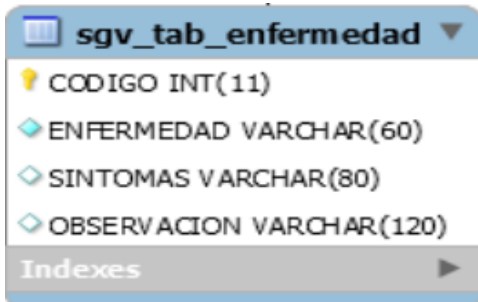 sgv_tab_enfermedad
CODIGO INT(11)
ENFERMEDAD VARCHAR(60)
SINTOMAS VARCHAR(80)
OBSERVACION VARCHAR(120)
Indexes